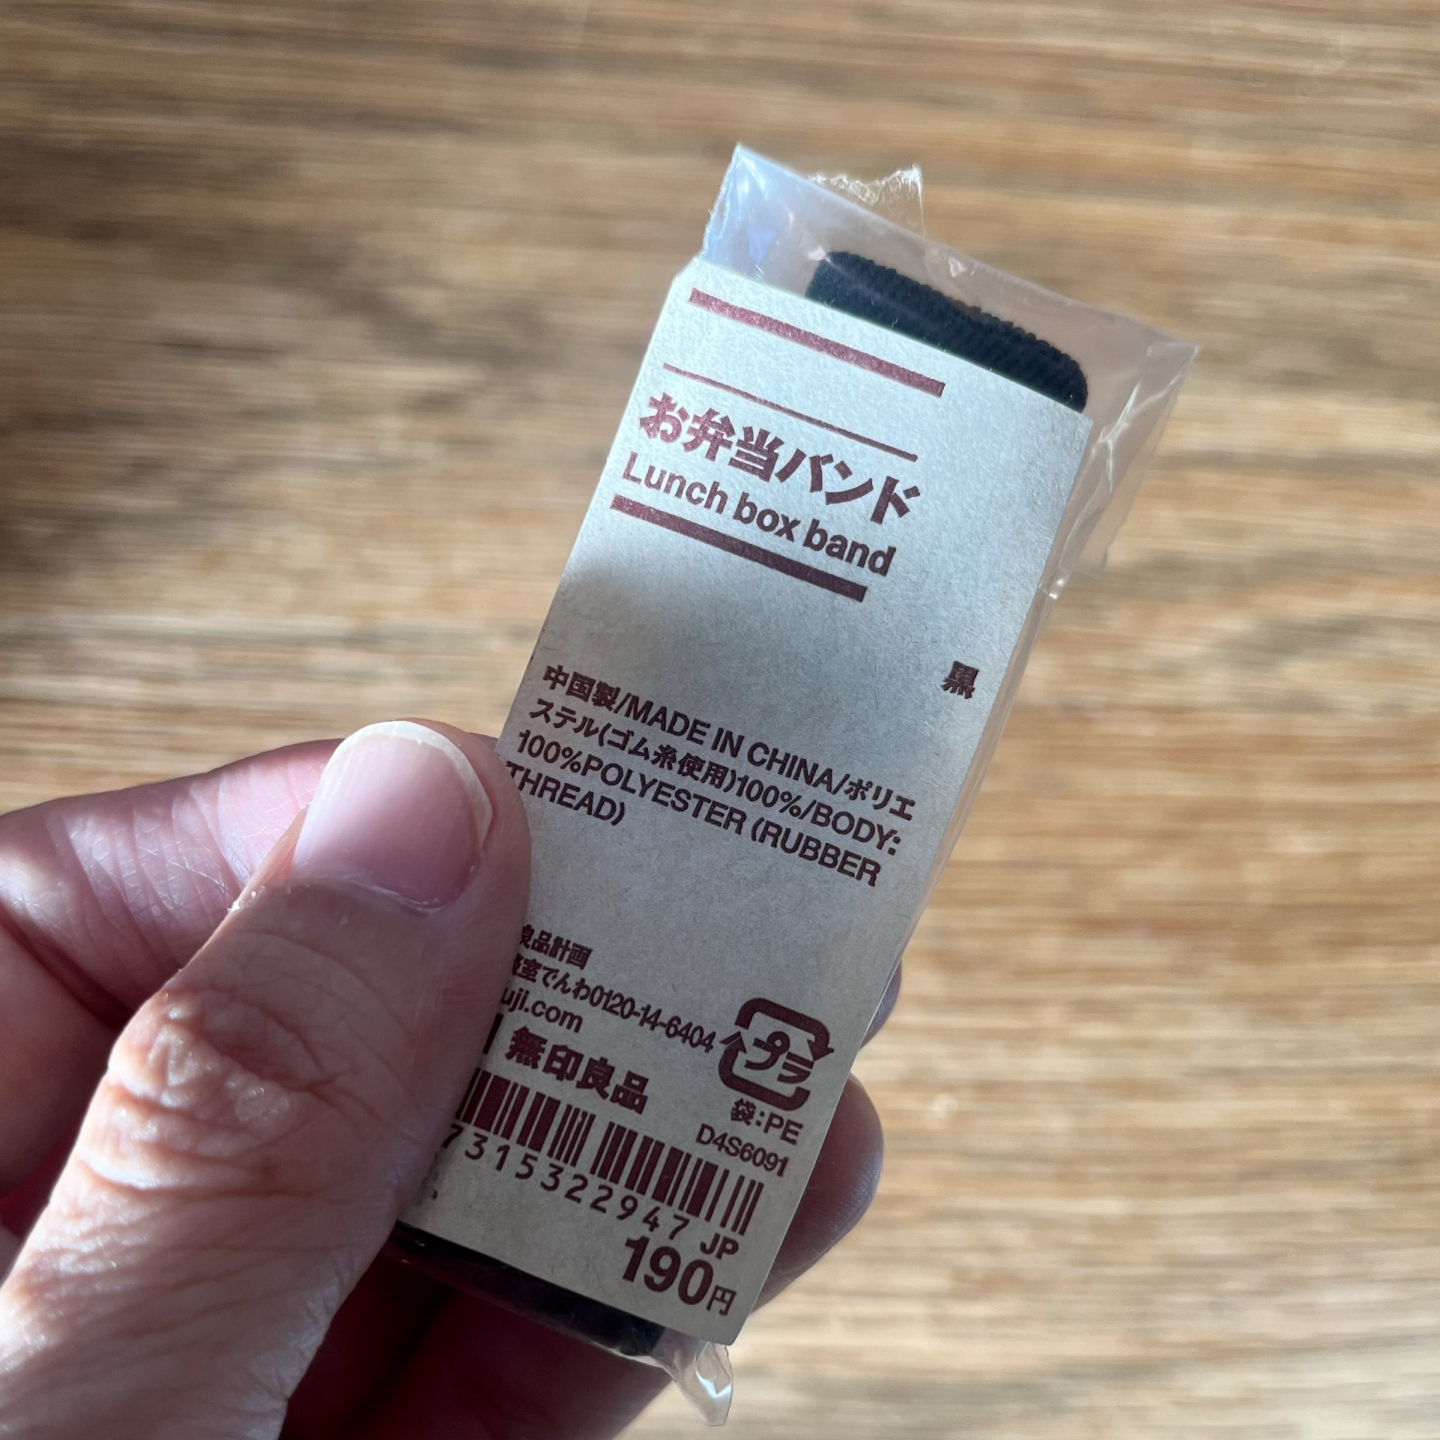 お弁当バンド
Lunch box band
黒
中国製/MADE IN CHINA/ポリエ
ステル(ゴム糸使用)100%/BODY:
100%POLYESTER (RUBBER
THREAD)
良品計画
室でんわ0120-14-6404
uji.com
無印良品
プラ
袋:PE
D4S6091
7315322947 JP
190円